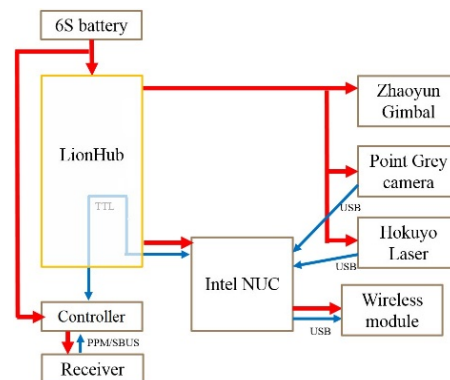 6S battery
LionHub
Zhaoyun
Gimbal
Point Grey
camera
TTL
USB
Hokuyo
Laser
USB
Intel NUC
Wireless
module
USB
Controller
PPM/SBUS
Receiver